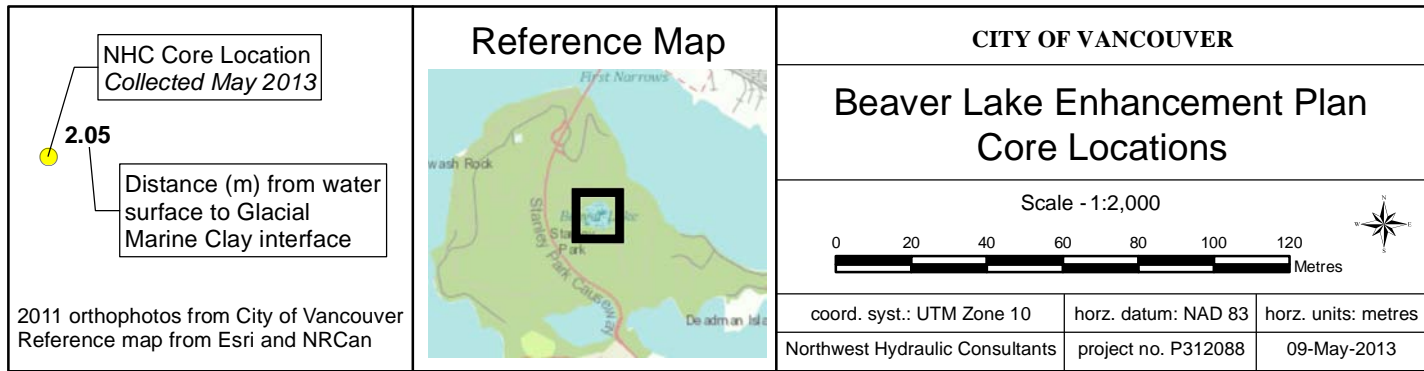 NHC Core Location
Collected May 2013
2.05
Distance (m) from water
surface to Glacial
Marine Clay interface
2011 orthophotos from City of Vancouver
Reference map from Esri and NRCan
Reference Map
First Narrows
wash Rock
Beaver Lake
Stanley
Park
Stanley Park Causeway
Deadman Isla
CITY OF VANCOUVER
Beaver Lake Enhancement Plan
Core Locations
Scale - 1:2,000
N
W
E
S
0 20 40 60 80 100 120
Metres
coord. syst.: UTM Zone 10
horz. datum: NAD 83
horz. units: metres
Northwest Hydraulic Consultants
project no. P312088
09-May-2013